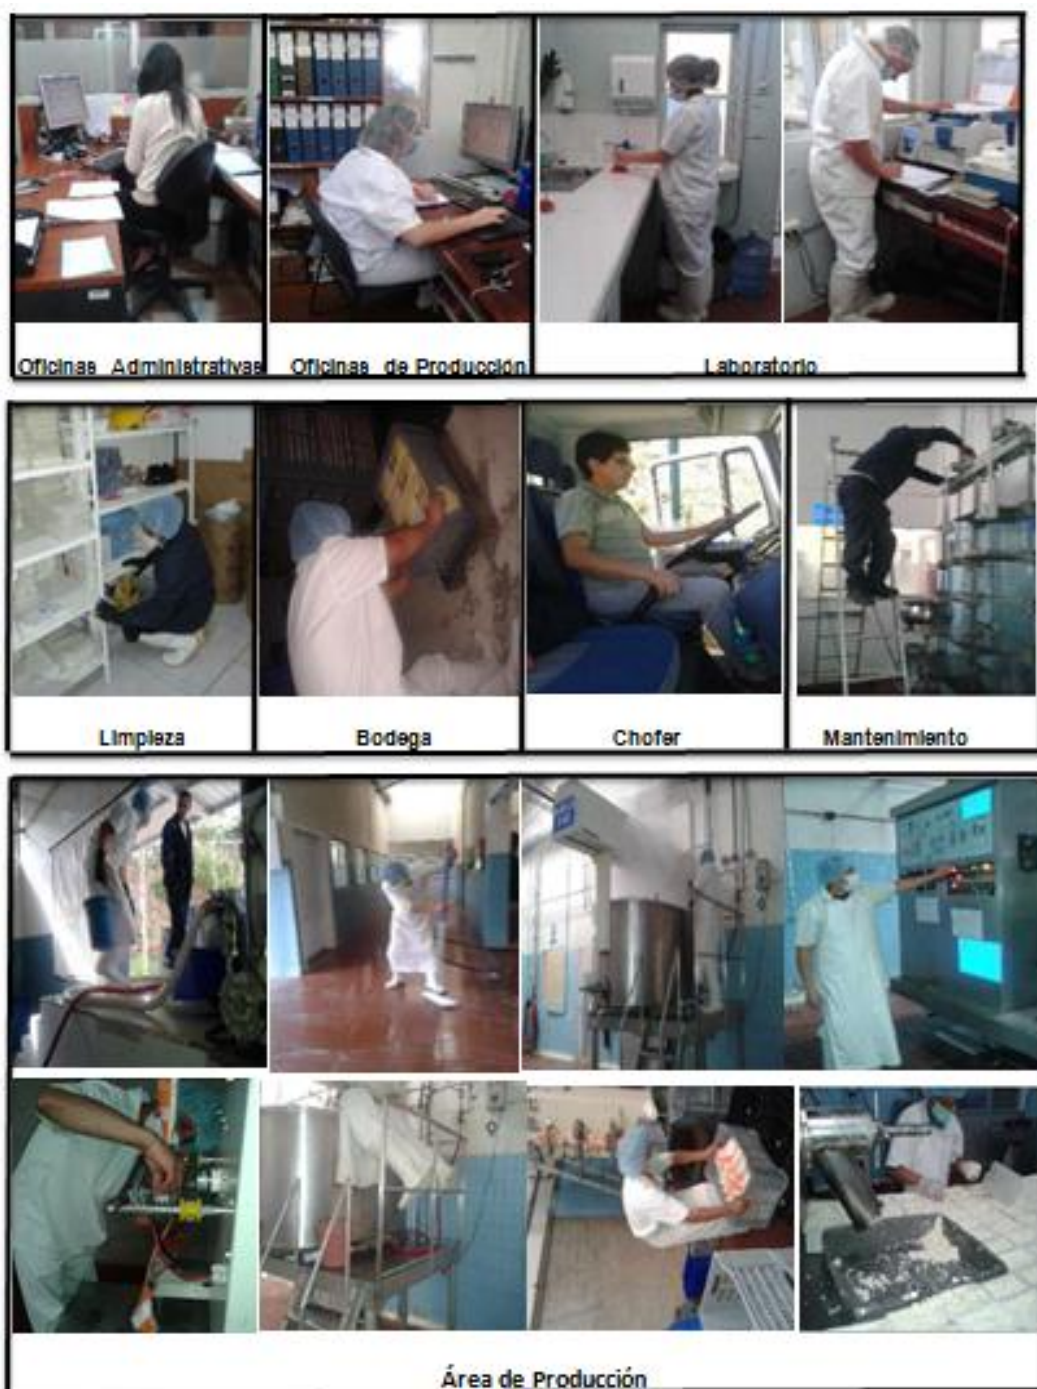 Oficinas Administrativas
Oficinas de Producción
Laboratorio
Limpieza
Bodega
Chofer
Mantenimiento
Área de Producción